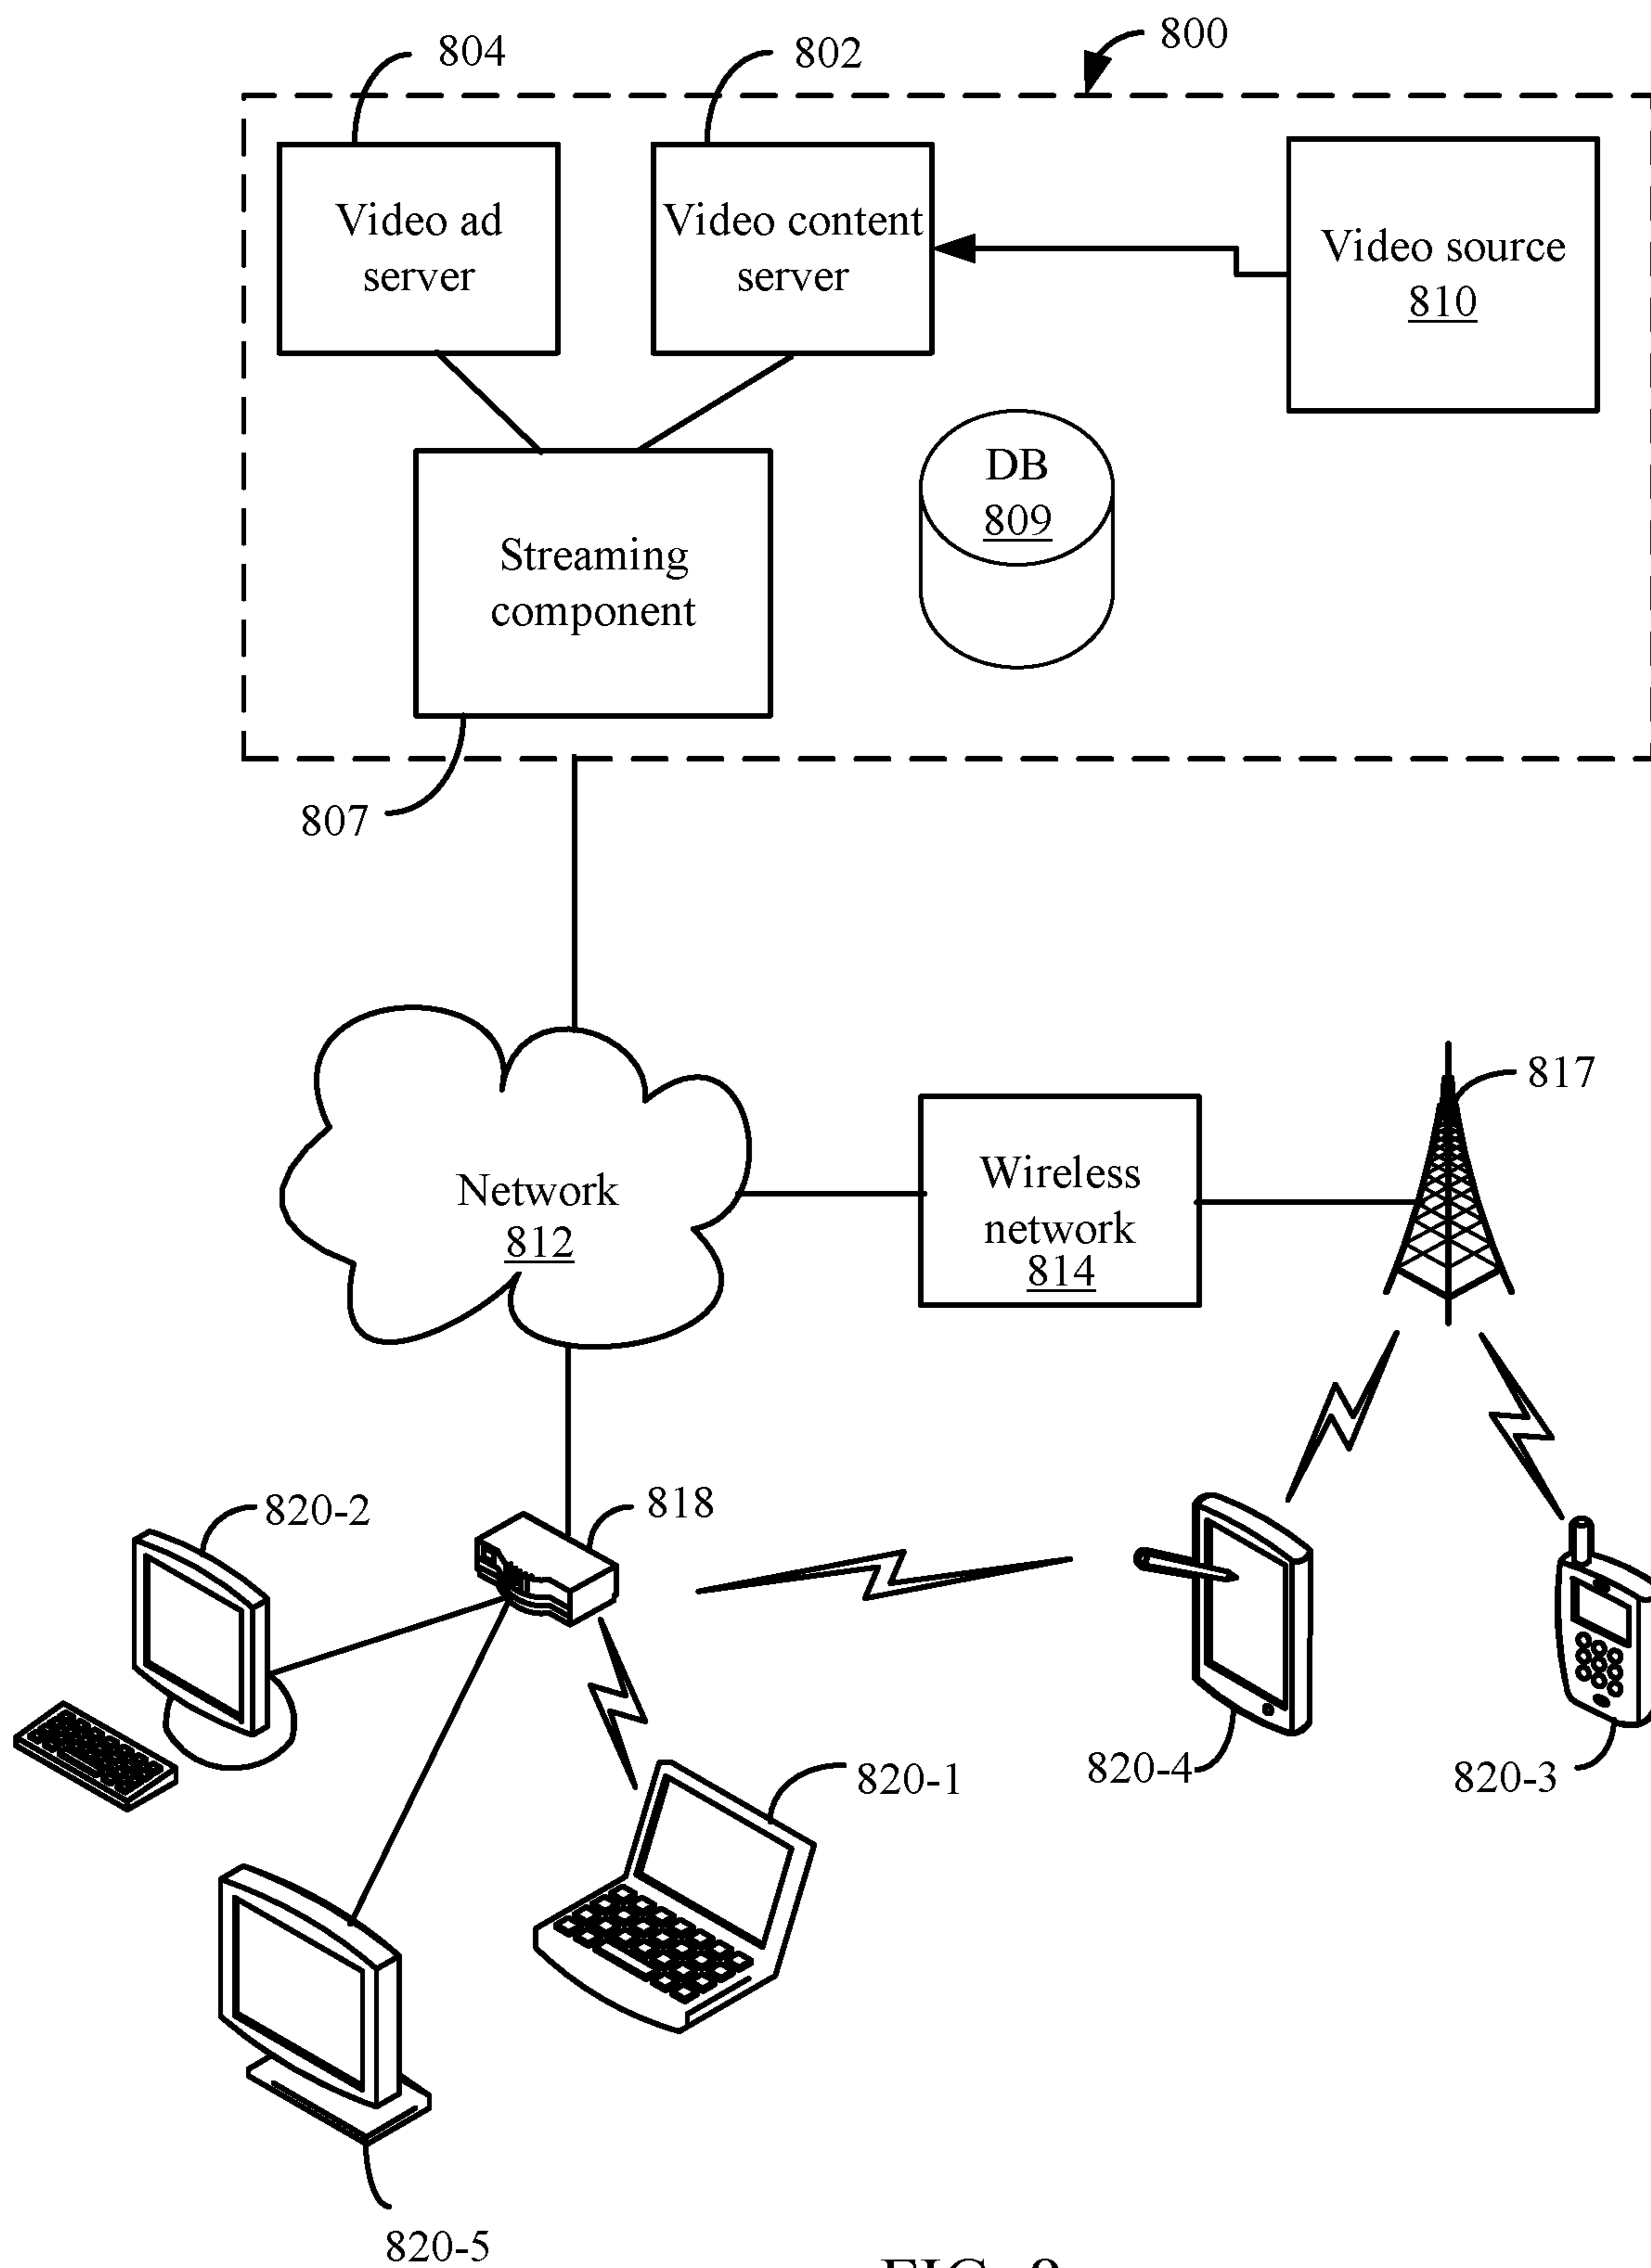 800
804
802
Video ad
server
Video content
server
Video source
810
DB
809
Streaming
component
807
817
Network
812
Wireless
network
814
820-2
818
820-1
820-4
820-3
820-5